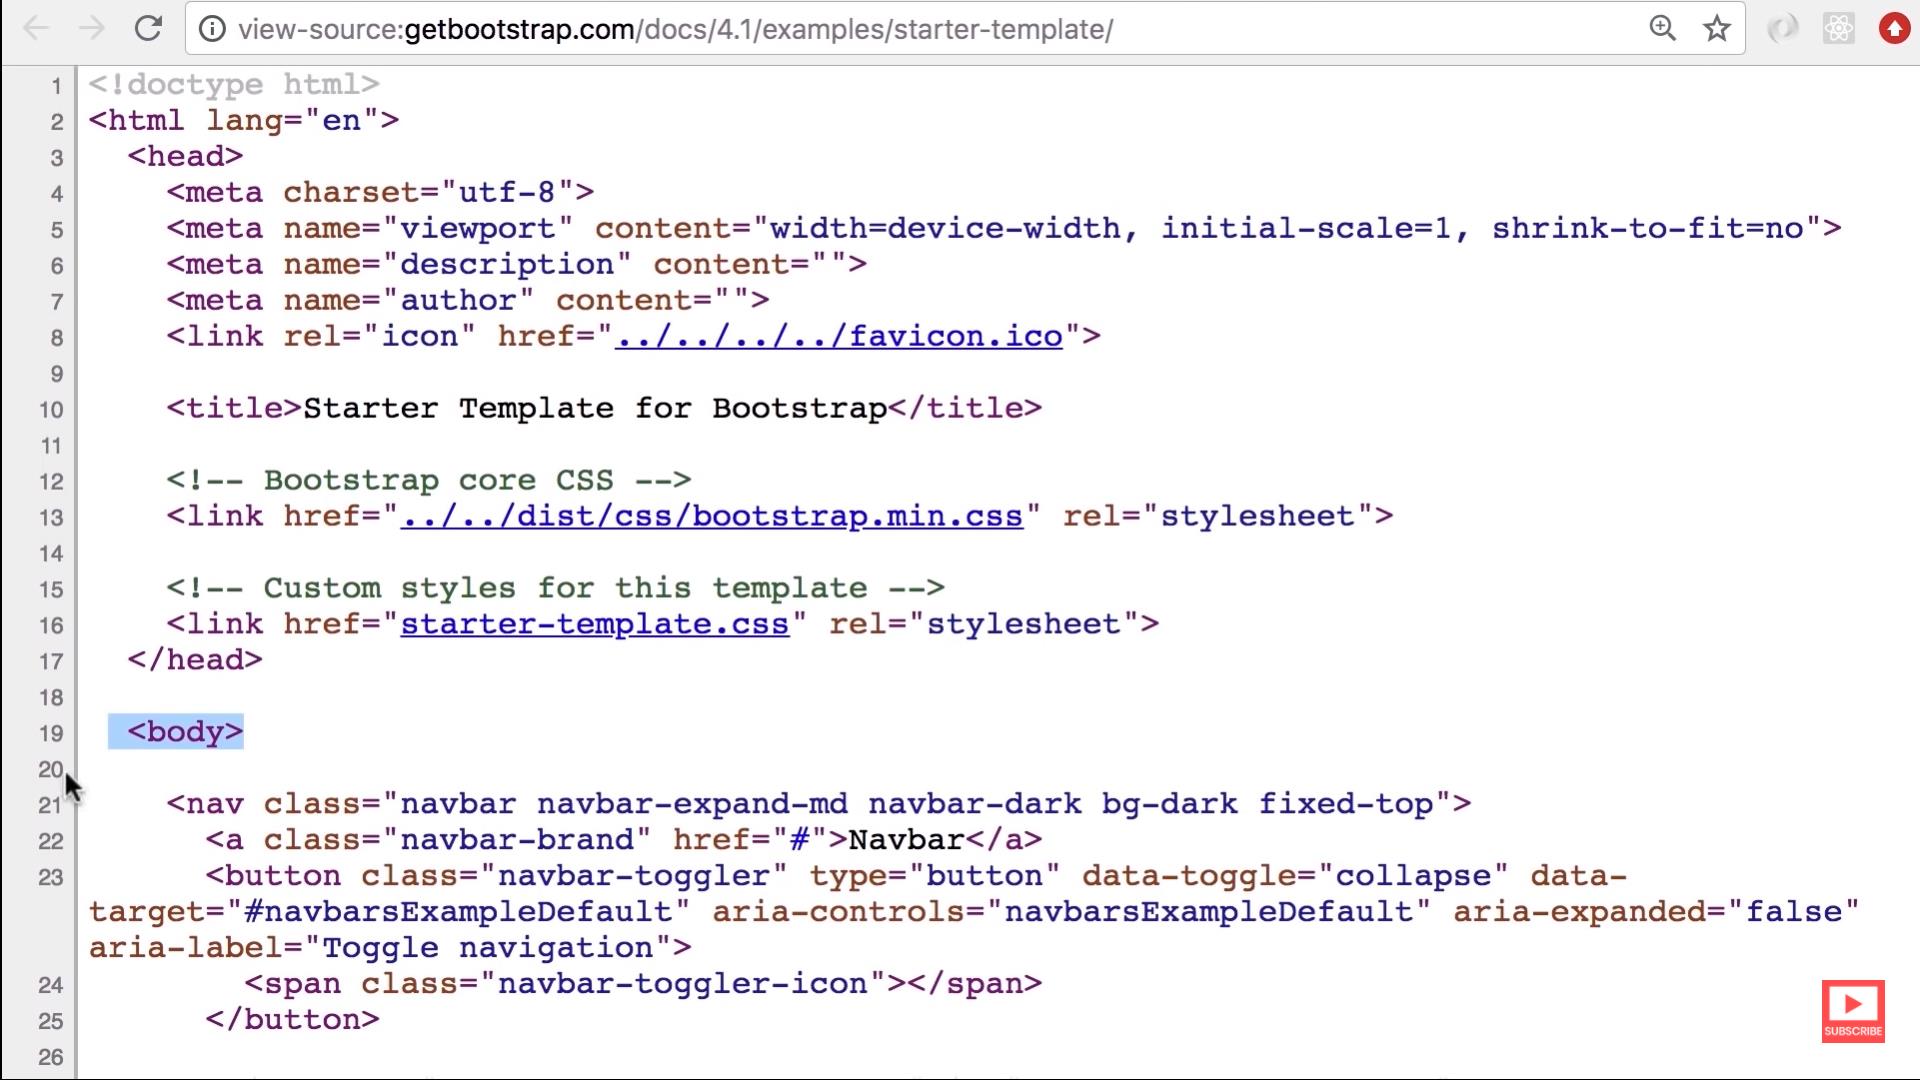 view-source:getbootstrap.com/docs/4.1/examples/starter-template/
1 <!doctype html>
2 <html lang="en">
3 <head>
4 <meta charset="utf-8">
5 <meta name="viewport" content="width=device-width, initial-scale=1, shrink-to-fit=no">
6 <meta name="description" content="">
7 <meta name="author" content="">
8 <link rel="icon" href="../../../../favicon.ico">
9
10 <title>Starter Template for Bootstrap</title>
11
12 <!-- Bootstrap core CSS -->
13 <link href="../../dist/css/bootstrap.min.css" rel="stylesheet">
14
15 <!-- Custom styles for this template -->
16 <link href="starter-template.css" rel="stylesheet">
17 </head>
18
19 <body>
20
21 <nav class="navbar navbar-expand-md navbar-dark bg-dark fixed-top">
22 <a class="navbar-brand" href="#">Navbar</a>
23 <button class="navbar-toggler" type="button" data-toggle="collapse" data-
target="#navbarsExampleDefault" aria-controls="navbarsExampleDefault" aria-expanded="false"
aria-label="Toggle navigation">
24 <span class="navbar-toggler-icon"></span>
25 </button>
26
SUBSCRIBE